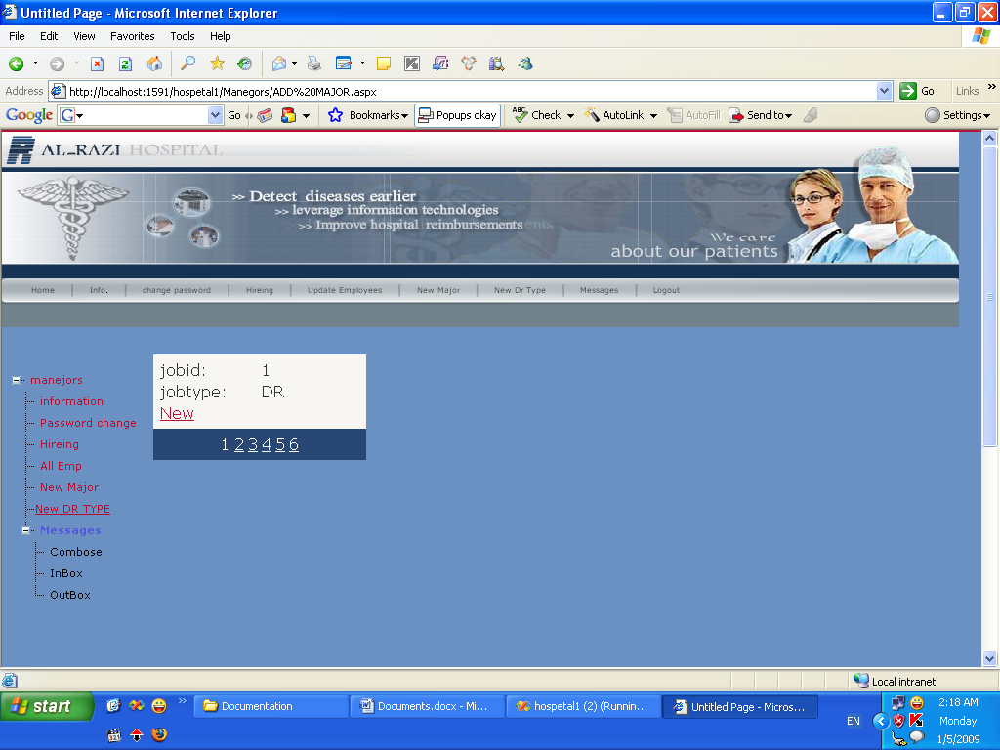 Untitled Page - Microsoft Internet Explorer
File Edit View Favorites Tools Help
Address http://localhost:1591/hospetal1/Manegors/ADD%20MAJOR.aspx Go Links »
Google G Go Bookmarks Popups okay ABC Check AutoLink AutoFill Send to Settings
AL-RAZI HOSPITAL
>> Detect diseases earlier
>> leverage information technologies
>> Improve hospital reimbursements
We care
about our patients
Home Info. change password Hireing Update Employees New Major New Dr Type Messages Logout
jobid: 1
jobtype: DR
New
1 2 3 4 5 6
manejors
information
Password change
Hireing
All Emp
New Major
New DR TYPE
Messages
Combose
InBox
OutBox
Local intranet
start » Documentation Documents.docx - Mi... hospetal1 (2) (Runnin... Untitled Page - Micros... EN 2:18 AM
Monday
1/5/2009